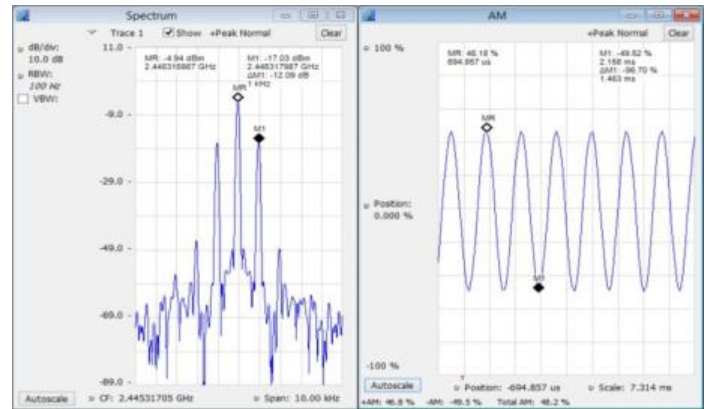 Spectrum
Trace 1 Show +Peak Normal Clear
dB/div:
10.0 dB
RBW:
100 Hz
VBW:
11.0
MR: -4.94 dBm
2.445316987 GHz
M1: -17.03 dBm
2.445317987 GHz
ΔM1: -12.09 dB
1 kHz
MR
M1
-9.0
-29.0
-49.0
-69.0
-89.0
Autoscale CF: 2.44531705 GHz Span: 10.00 kHz
AM
+Peak Normal Clear
100 %
MR: 46.18 %
694.857 us
M1: -49.62 %
2.158 ms
ΔM1: -96.70 %
1.463 ms
MR
Position:
0.000 %
M1
-100 %
Autoscale Position: -694.857 us Scale: 7.314 ms
+AM: 46.8 % -AM: -49.5 % Total AM: 48.2 %